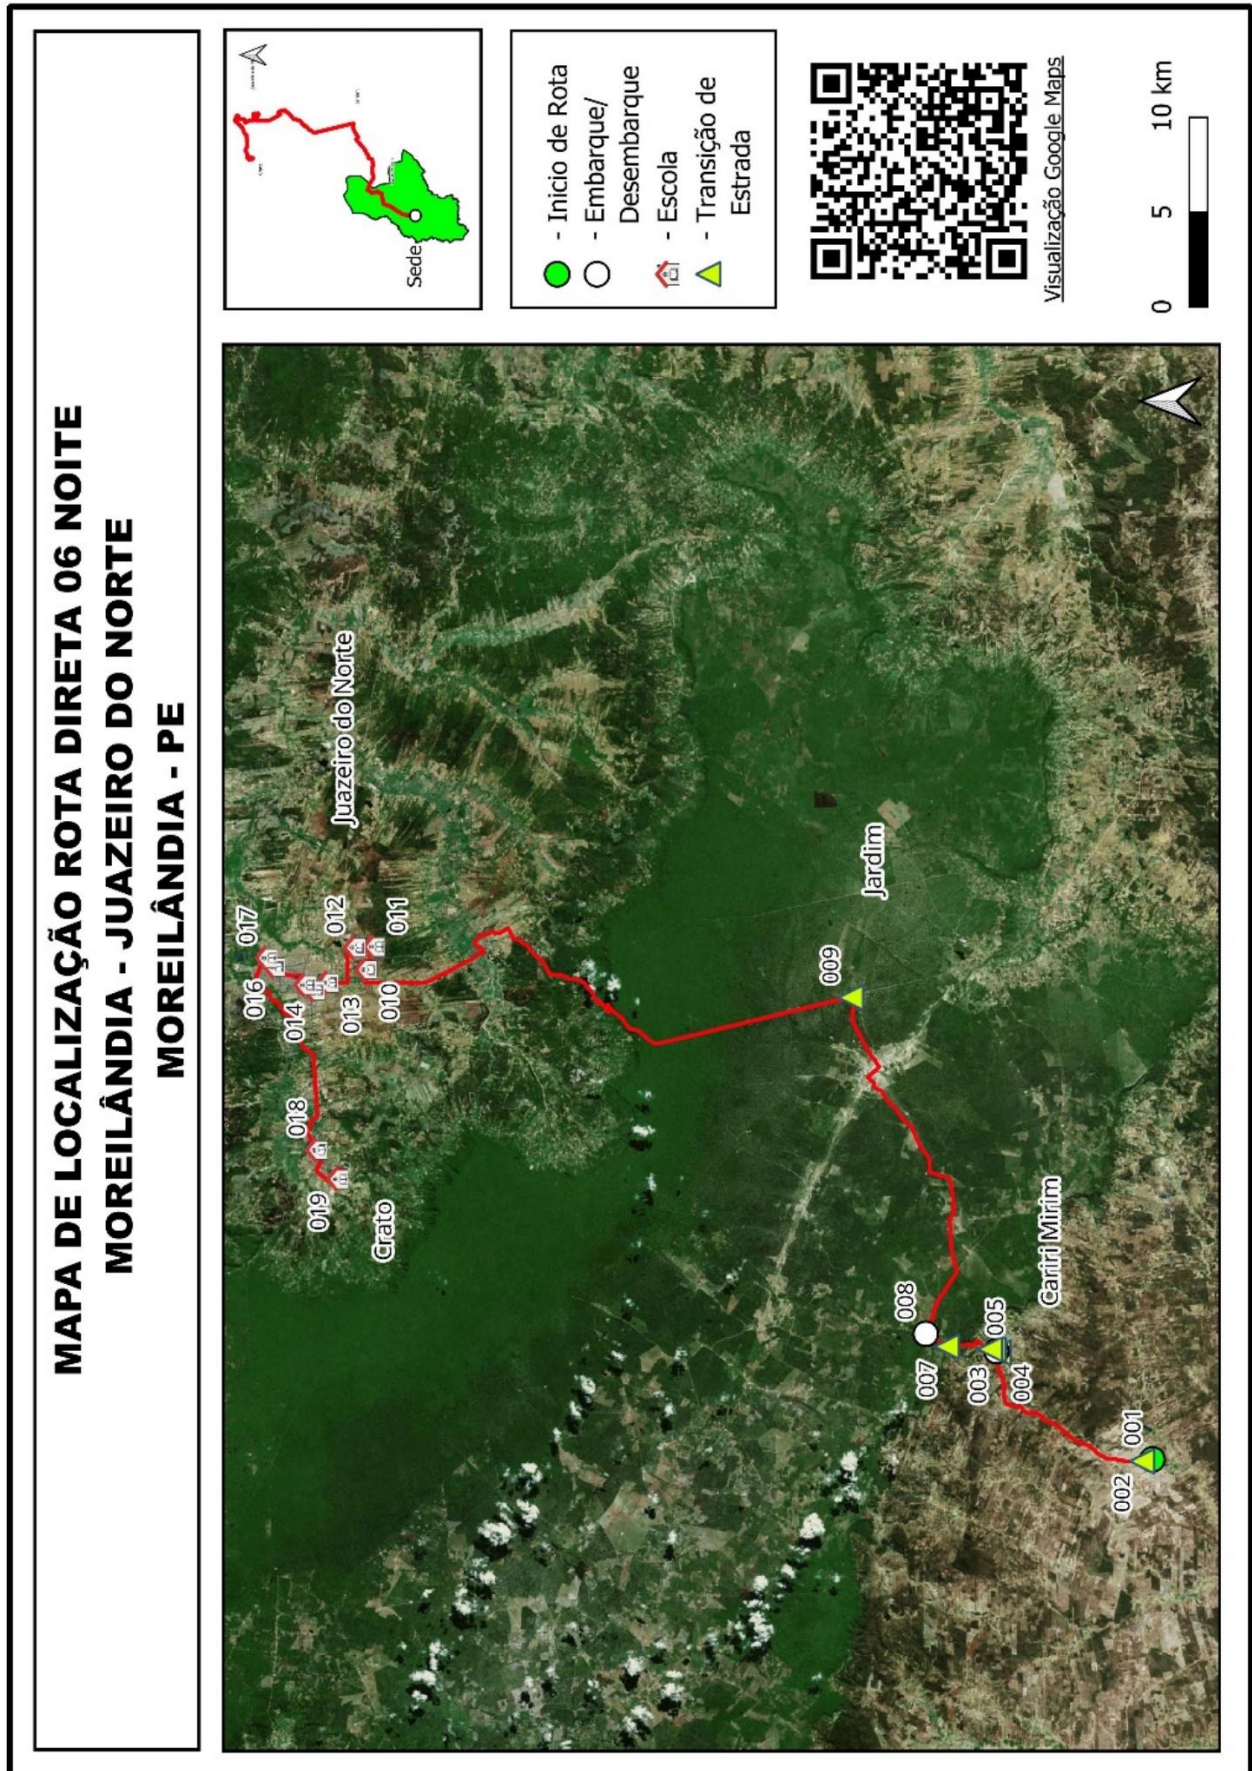 MAPA DE LOCALIZAÇÃO ROTA DIRETA 06 NOITE
MOREILÂNDIA - JUAZEIRO DO NORTE
MOREILÂNDIA - PE
017
016
014
012
013
011
010
018
019
Juazeiro do Norte
Crato
009
Jardim
008
007
005
003
004
Cariri Mirim
001
002
Sede
- Inicio de Rota
- Embarque/
Desembarque
- Escola
- Transição de
Estrada
Visualização Google Maps
0 5 10 km